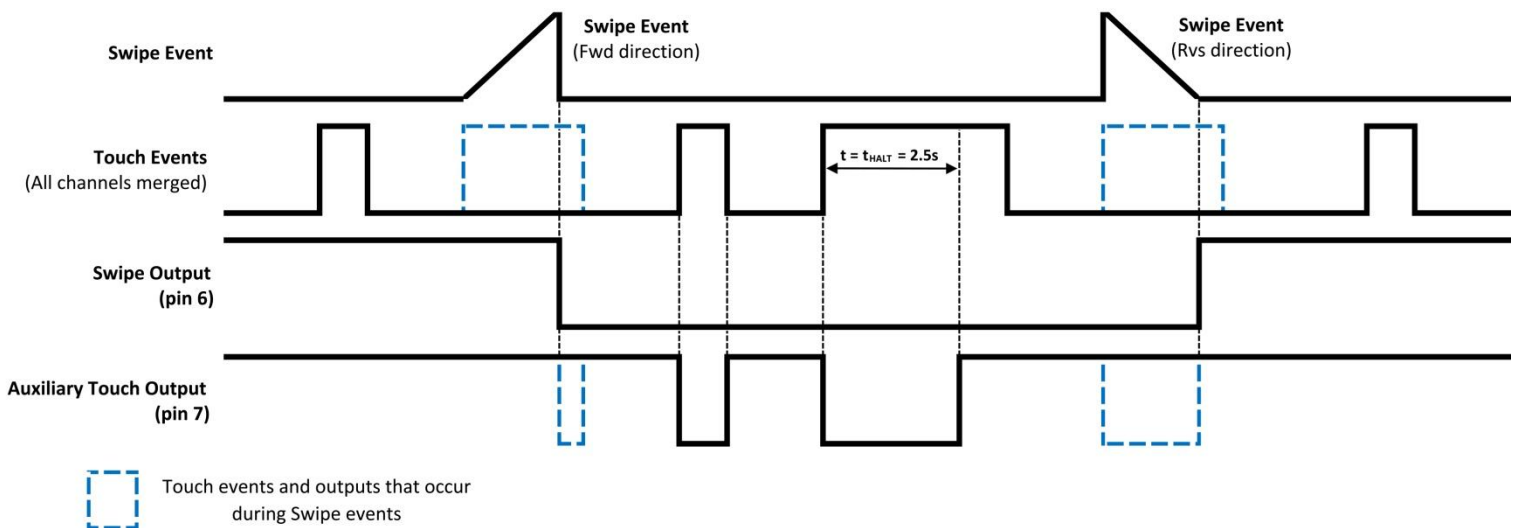 Swipe Event
Swipe Event
(Fwd direction)
Swipe Event
(Rvs direction)
Touch Events
(All channels merged)
t = tHALT = 2.5s
Swipe Output
(pin 6)
Auxiliary Touch Output
(pin 7)
Touch events and outputs that occur
during Swipe events